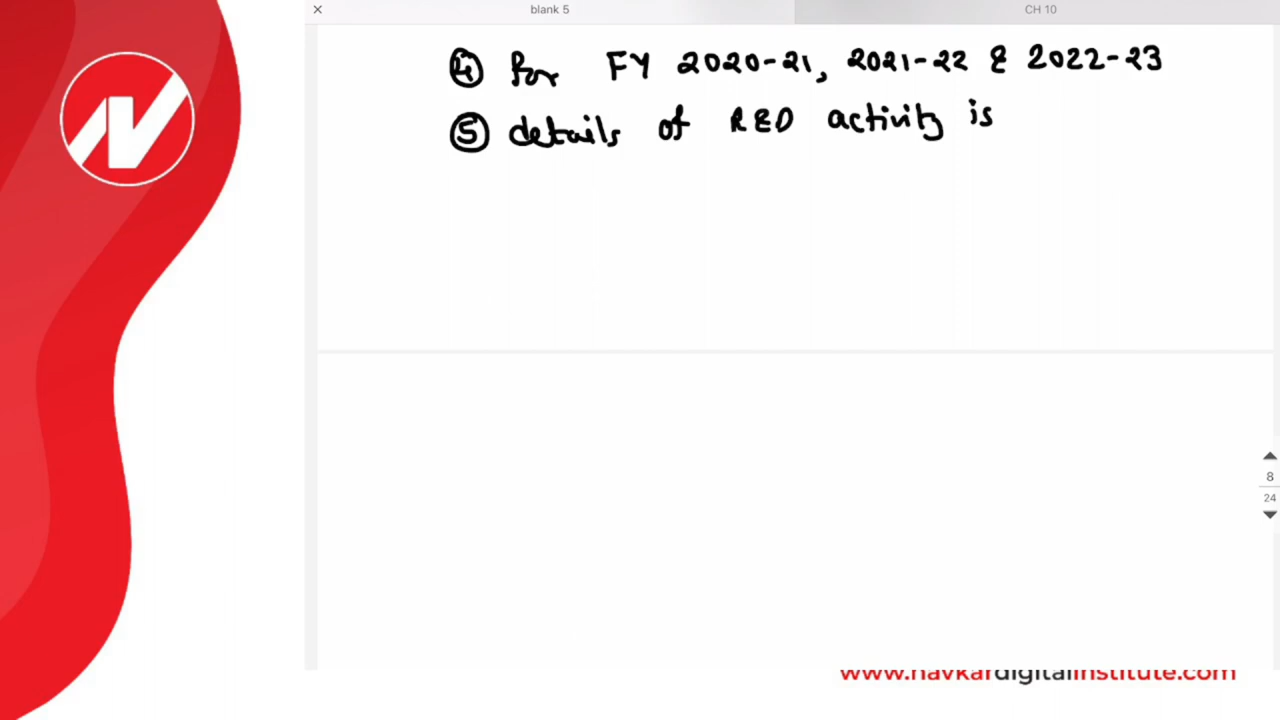 blank 5
CH 10
④ for FY 2020-21, 2021-22 & 2022-23
⑤ details of R&D activity is
8
24
www.navkardigitalinstitute.com